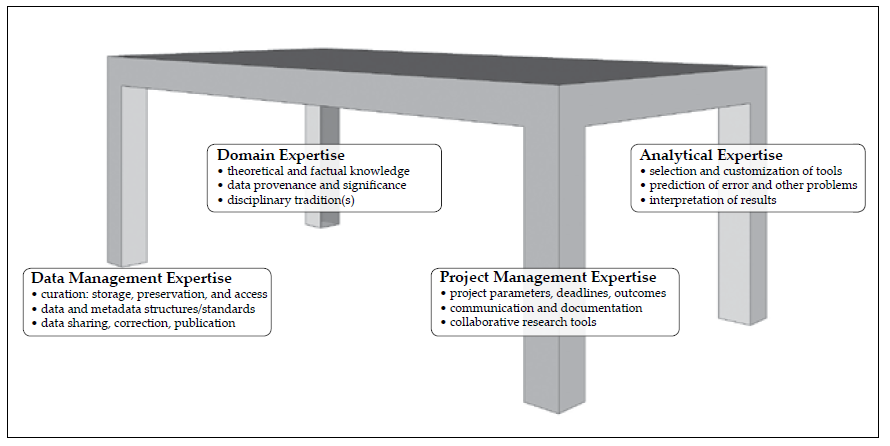 Domain Expertise
• theoretical and factual knowledge
• data provenance and significance
• disciplinary tradition(s)
Analytical Expertise
• selection and customization of tools
• prediction of error and other problems
• interpretation of results
Data Management Expertise
• curation: storage, preservation, and access
• data and metadata structures/standards
• data sharing, correction, publication
Project Management Expertise
• project parameters, deadlines, outcomes
• communication and documentation
• collaborative research tools